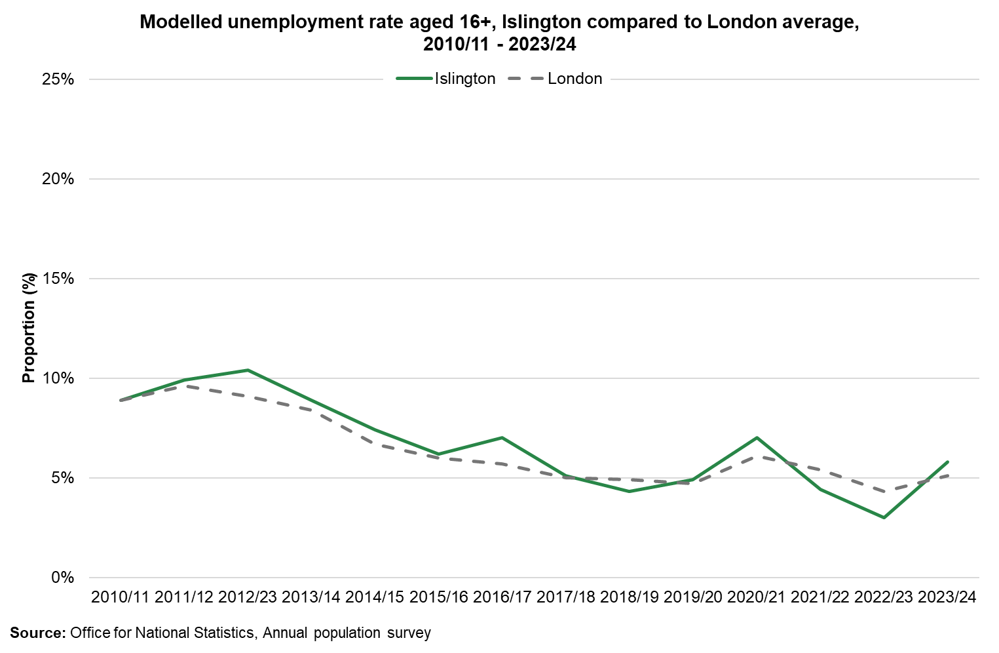 Modelled unemployment rate aged 16+, Islington compared to London average,
2010/11 - 2023/24
Islington London
25%
20%
15%
10%
5%
0%
Proportion (%)
2010/11 2011/12 2012/23 2013/14 2014/15 2015/16 2016/17 2017/18 2018/19 2019/20 2020/21 2021/22 2022/23 2023/24
Source: Office for National Statistics, Annual population survey